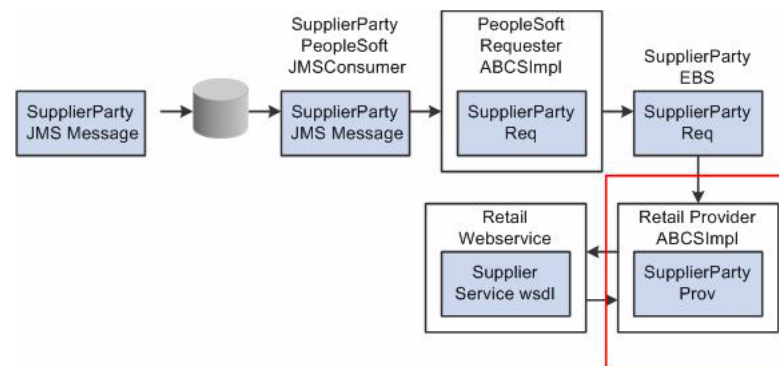 SupplierParty
PeopleSoft
JMSConsumer
PeopleSoft
Requester
ABCSImpl
SupplierParty
EBS
SupplierParty
JMS Message
SupplierParty
JMS Message
SupplierParty
Req
SupplierParty
Req
Retail
Webservice
Retail Provider
ABCSImpl
Supplier
Service wsdl
SupplierParty
Prov